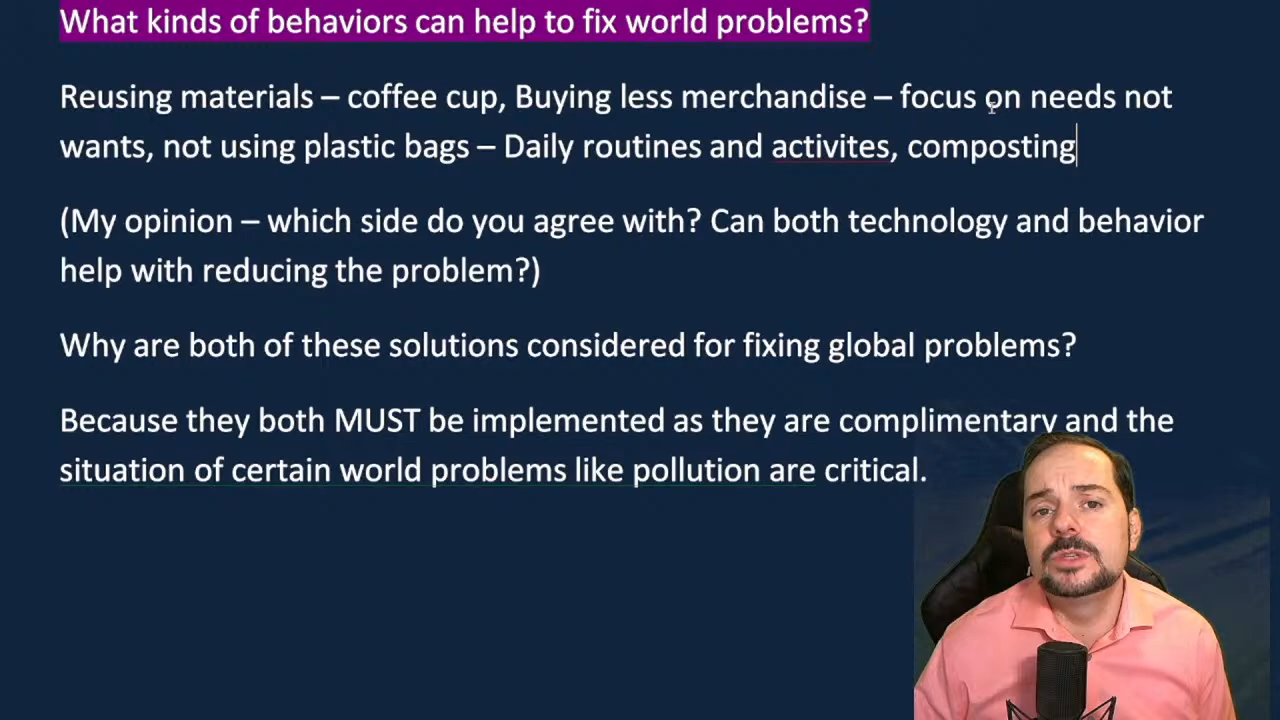 What kinds of behaviors can help to fix world problems?
Reusing materials – coffee cup, Buying less merchandise – focus on needs not
wants, not using plastic bags – Daily routines and activites, composting
(My opinion – which side do you agree with? Can both technology and behavior
help with reducing the problem?)
Why are both of these solutions considered for fixing global problems?
Because they both MUST be implemented as they are complimentary and the
situation of certain world problems like pollution are critical.